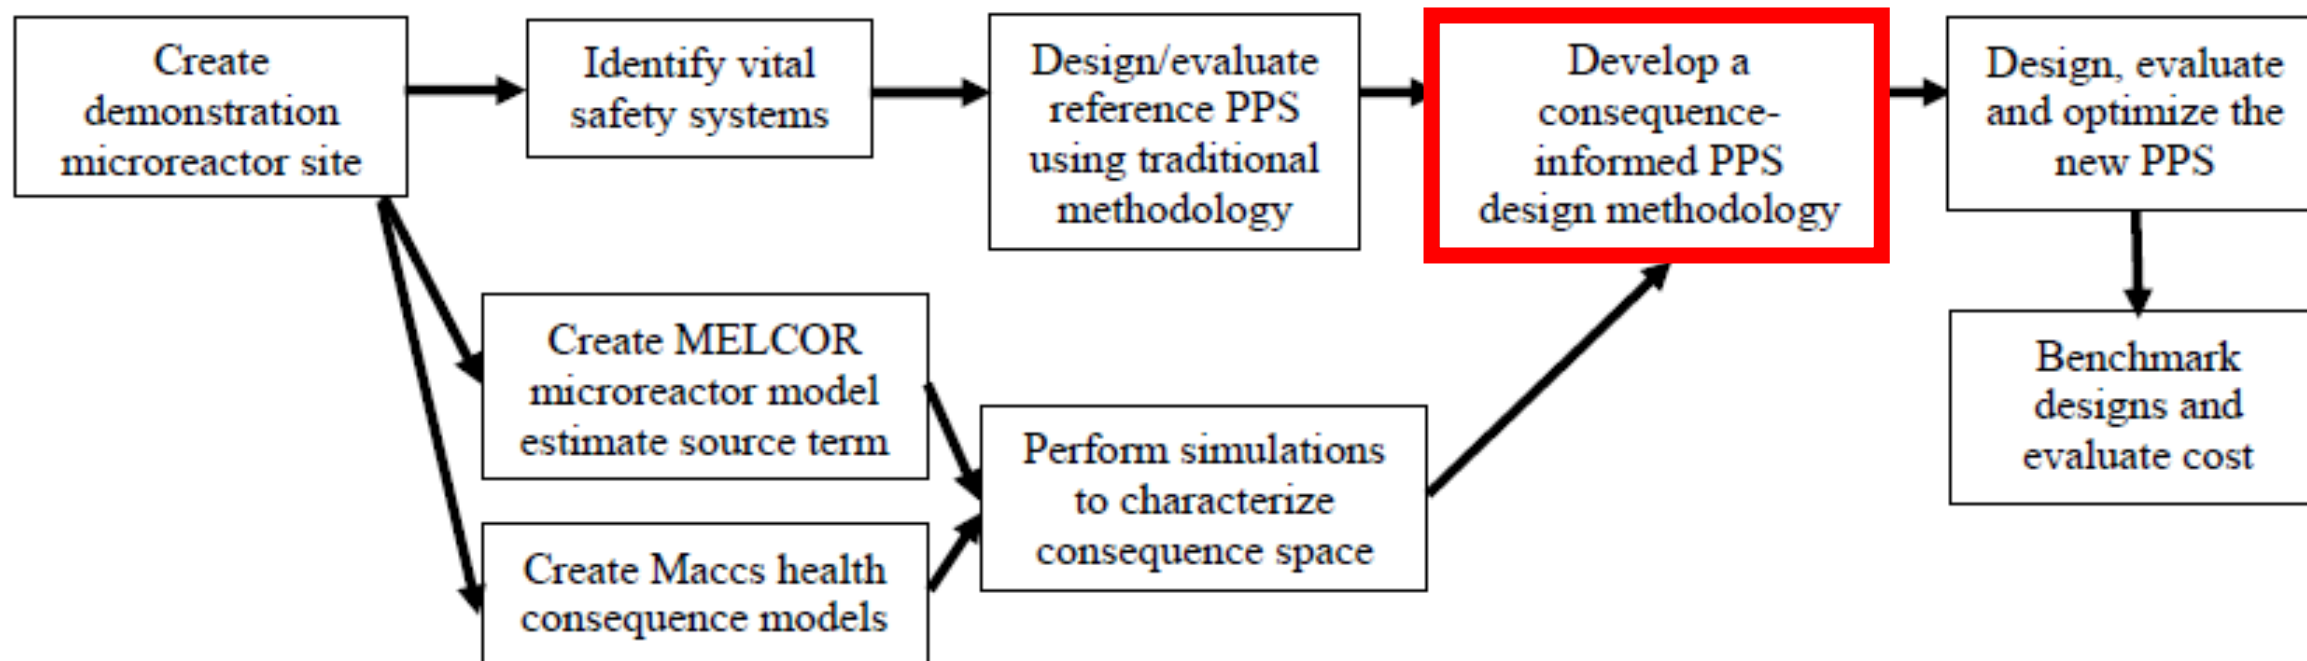 Create
demonstration
microreactor site
Identify vital
safety systems
Design/evaluate
reference PPS
using traditional
methodology
Develop a
consequence-
informed PPS
design methodology
Design, evaluate
and optimize the
new PPS
Create MELCOR
microreactor model
estimate source term
Create Maccs health
consequence models
Perform simulations
to characterize
consequence space
Benchmark
designs and
evaluate cost